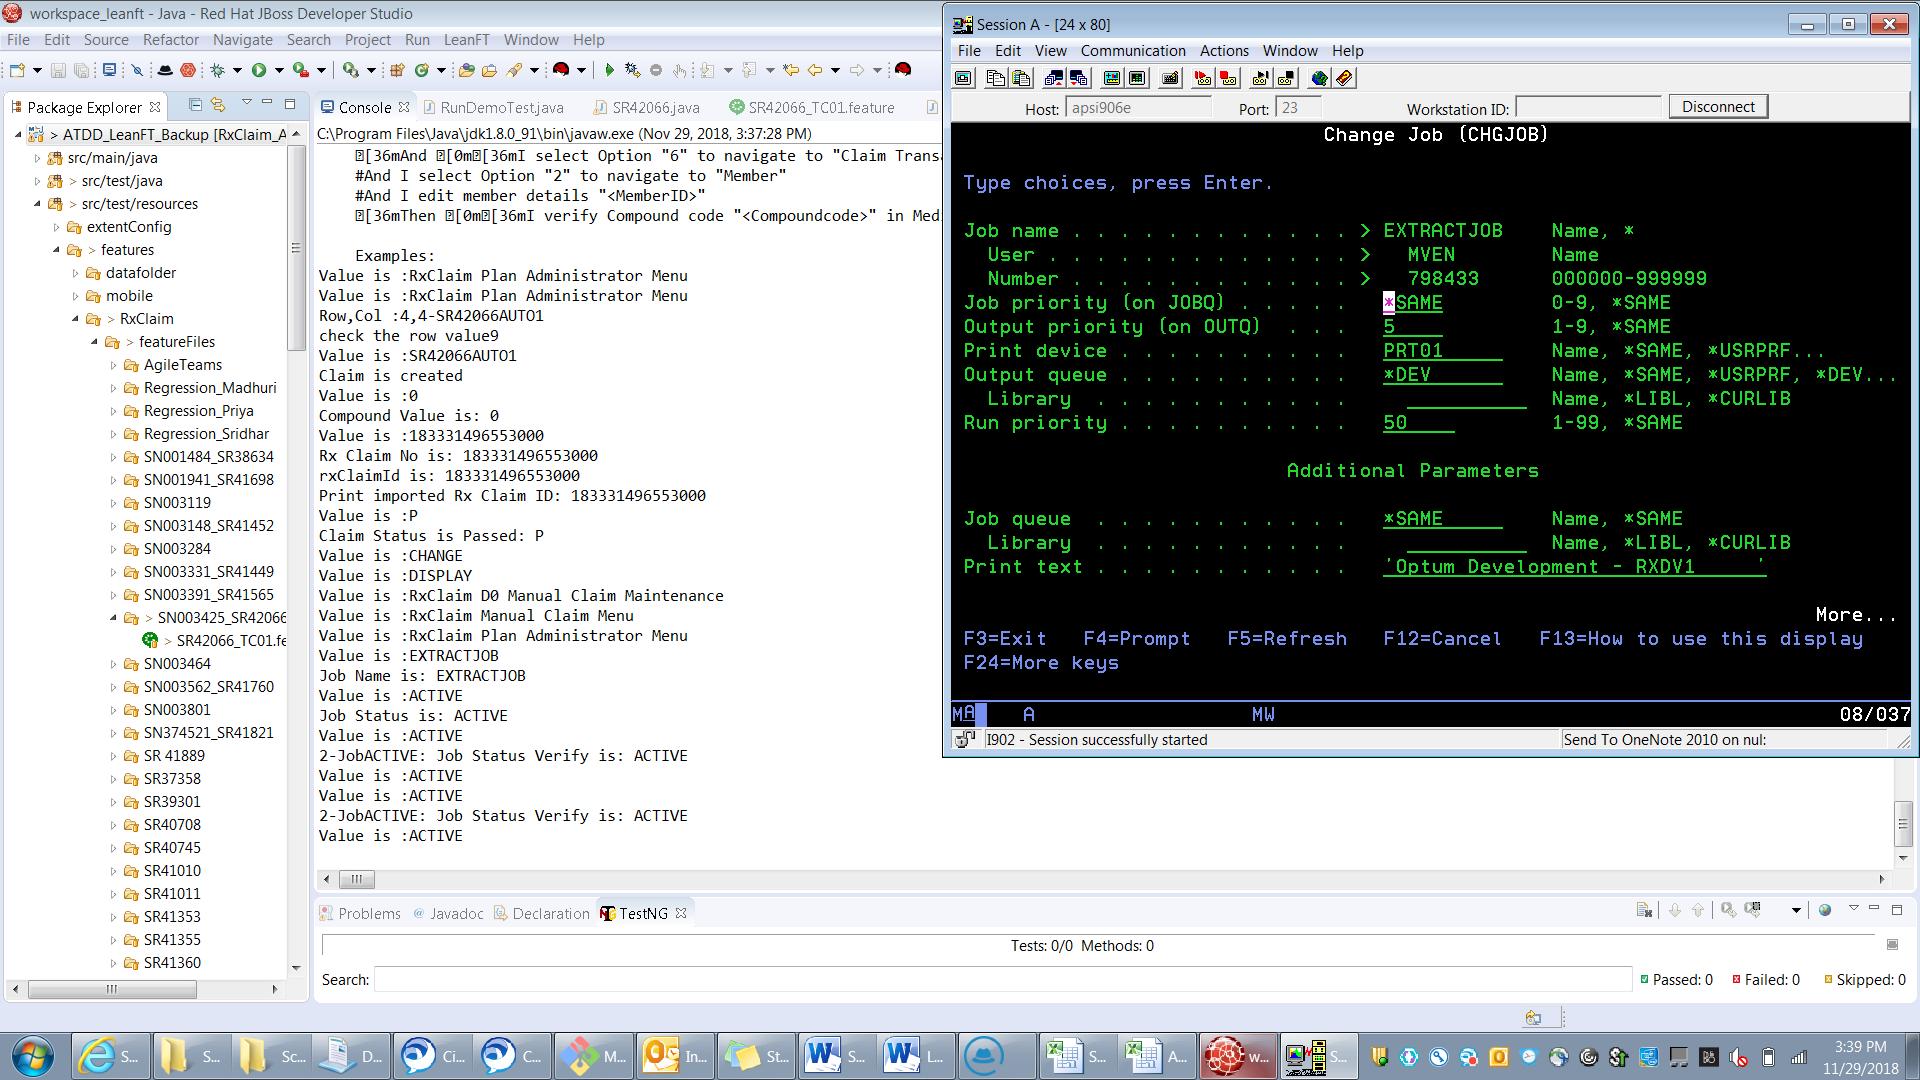 workspace_leanft - Java - Red Hat JBoss Developer Studio
File Edit Source Refactor Navigate Search Project Run LeanFT Window Help
Package Explorer
> ATDD_LeanFT_Backup [RxClaim_A
src/main/java
> src/test/java
> src/test/resources
extentConfig
> features
datafolder
mobile
> RxClaim
> featureFiles
AgileTeams
Regression_Madhuri
Regression_Priya
Regression_Sridhar
SN001484_SR38634
SN001941_SR41698
SN003119
SN003148_SR41452
SN003284
SN003331_SR41449
SN003391_SR41565
> SN003425_SR42066
> SR42066_TC01.fe
SN003464
SN003562_SR41760
SN003801
SN374521_SR41821
SR 41889
SR37358
SR39301
SR40708
SR40745
SR41010
SR41011
SR41353
SR41355
SR41360
Console RunDemoTest.java SR42066.java SR42066_TC01.feature
C:\Program Files\Java\jdk1.8.0_91\bin\javaw.exe (Nov 29, 2018, 3:37:28 PM)
[36mAnd [0m[36mI select Option "6" to navigate to "Claim Transa
#And I select Option "2" to navigate to "Member"
#And I edit member details "<MemberID>"
[36mThen [0m[36mI verify Compound code "<Compoundcode>" in Med
Examples:
Value is :RxClaim Plan Administrator Menu
Value is :RxClaim Plan Administrator Menu
Row,Col :4,4-SR42066AUTO1
check the row value9
Value is :SR42066AUTO1
Claim is created
Value is :0
Compound Value is: 0
Value is :183331496553000
Rx Claim No is: 183331496553000
rxClaimId is: 183331496553000
Print imported Rx Claim ID: 183331496553000
Value is :P
Claim Status is Passed: P
Value is :CHANGE
Value is :DISPLAY
Value is :RxClaim D0 Manual Claim Maintenance
Value is :RxClaim Manual Claim Menu
Value is :RxClaim Plan Administrator Menu
Value is :EXTRACTJOB
Job Name is: EXTRACTJOB
Value is :ACTIVE
Job Status is: ACTIVE
Value is :ACTIVE
2-JobACTIVE: Job Status Verify is: ACTIVE
Value is :ACTIVE
Value is :ACTIVE
2-JobACTIVE: Job Status Verify is: ACTIVE
Value is :ACTIVE
Problems @ Javadoc Declaration TestNG
Tests: 0/0 Methods: 0
Search: Passed: 0 Failed: 0 Skipped: 0
Session A - [24 x 80]
File Edit View Communication Actions Window Help
Host: apsi906e Port: 23 Workstation ID: Disconnect
Change Job (CHGJOB)
Type choices, press Enter.
Job name . . . . . . . . . . . . > EXTRACTJOB Name, *
User . . . . . . . . . . . . . > MVEN Name
Number . . . . . . . . . . . . > 798433 000000-999999
Job priority (on JOBQ) . . . . . *SAME 0-9, *SAME
Output priority (on OUTQ) . . . 5 1-9, *SAME
Print device . . . . . . . . . . PRT01 Name, *SAME, *USRPRF...
Output queue . . . . . . . . . . *DEV Name, *SAME, *USRPRF, *DEV...
Library . . . . . . . . . . . Name, *LIBL, *CURLIB
Run priority . . . . . . . . . . 50 1-99, *SAME
Additional Parameters
Job queue . . . . . . . . . . . *SAME Name, *SAME
Library . . . . . . . . . . . Name, *LIBL, *CURLIB
Print text . . . . . . . . . . . 'Optum Development - RXDV1 '
More...
F3=Exit F4=Prompt F5=Refresh F12=Cancel F13=How to use this display
F24=More keys
MA A MW 08/037
I902 - Session successfully started Send To OneNote 2010 on nul:
S... S... Sc... D... Ci... C... M... In... St... S... L... S... A... w... S...
3:39 PM
11/29/2018